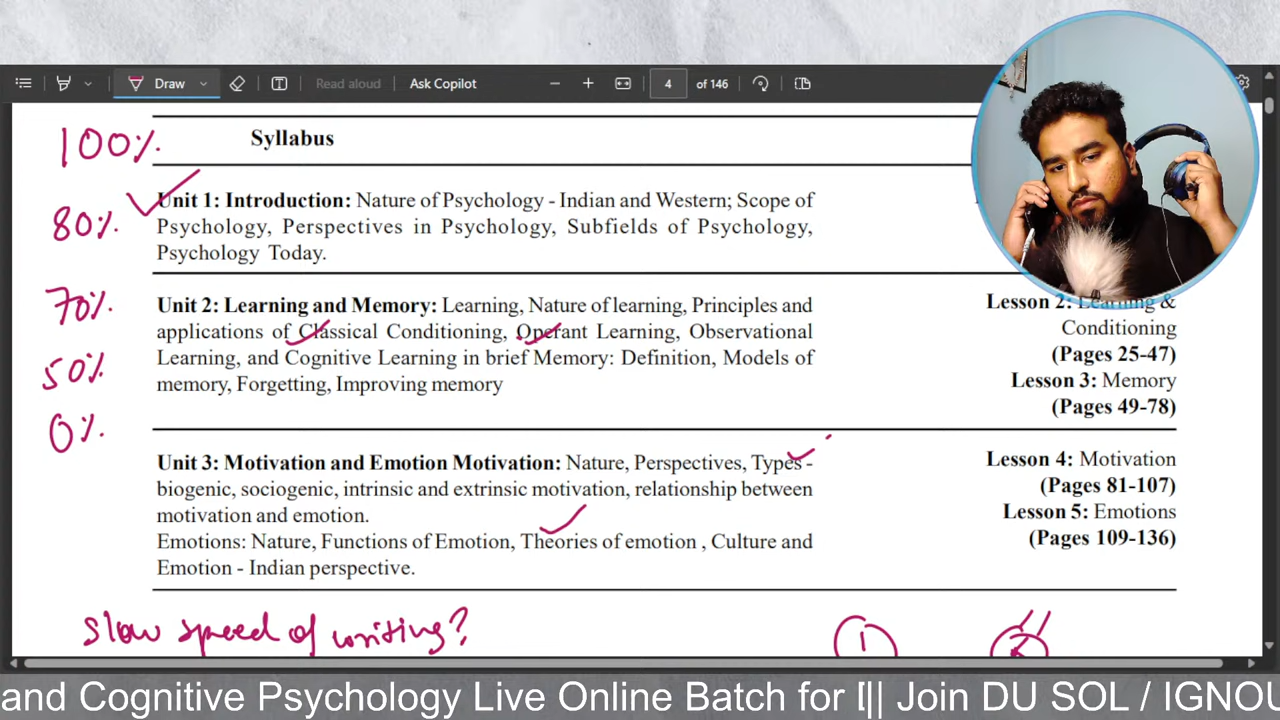 Draw
Read aloud
Ask Copilot
4
of 146
100%
Syllabus
Unit 1: Introduction: Nature of Psychology - Indian and Western; Scope of
80%
Psychology, Perspectives in Psychology, Subfields of Psychology,
Psychology Today.
70%
Unit 2: Learning and Memory: Learning, Nature of learning, Principles and
applications of Classical Conditioning, Operant Learning, Observational
Learning, and Cognitive Learning in brief Memory: Definition, Models of
memory, Forgetting, Improving memory
Lesson 2: Learning &
Conditioning
(Pages 25-47)
Lesson 3: Memory
(Pages 49-78)
50%
0%
Unit 3: Motivation and Emotion Motivation: Nature, Perspectives, Types -
biogenic, sociogenic, intrinsic and extrinsic motivation, relationship between
motivation and emotion.
Emotions: Nature, Functions of Emotion, Theories of emotion , Culture and
Emotion - Indian perspective.
Lesson 4: Motivation
(Pages 81-107)
Lesson 5: Emotions
(Pages 109-136)
Slow speed of writing?
1
and Cognitive Psychology Live Online Batch for || Join DU SOL / IGNOU